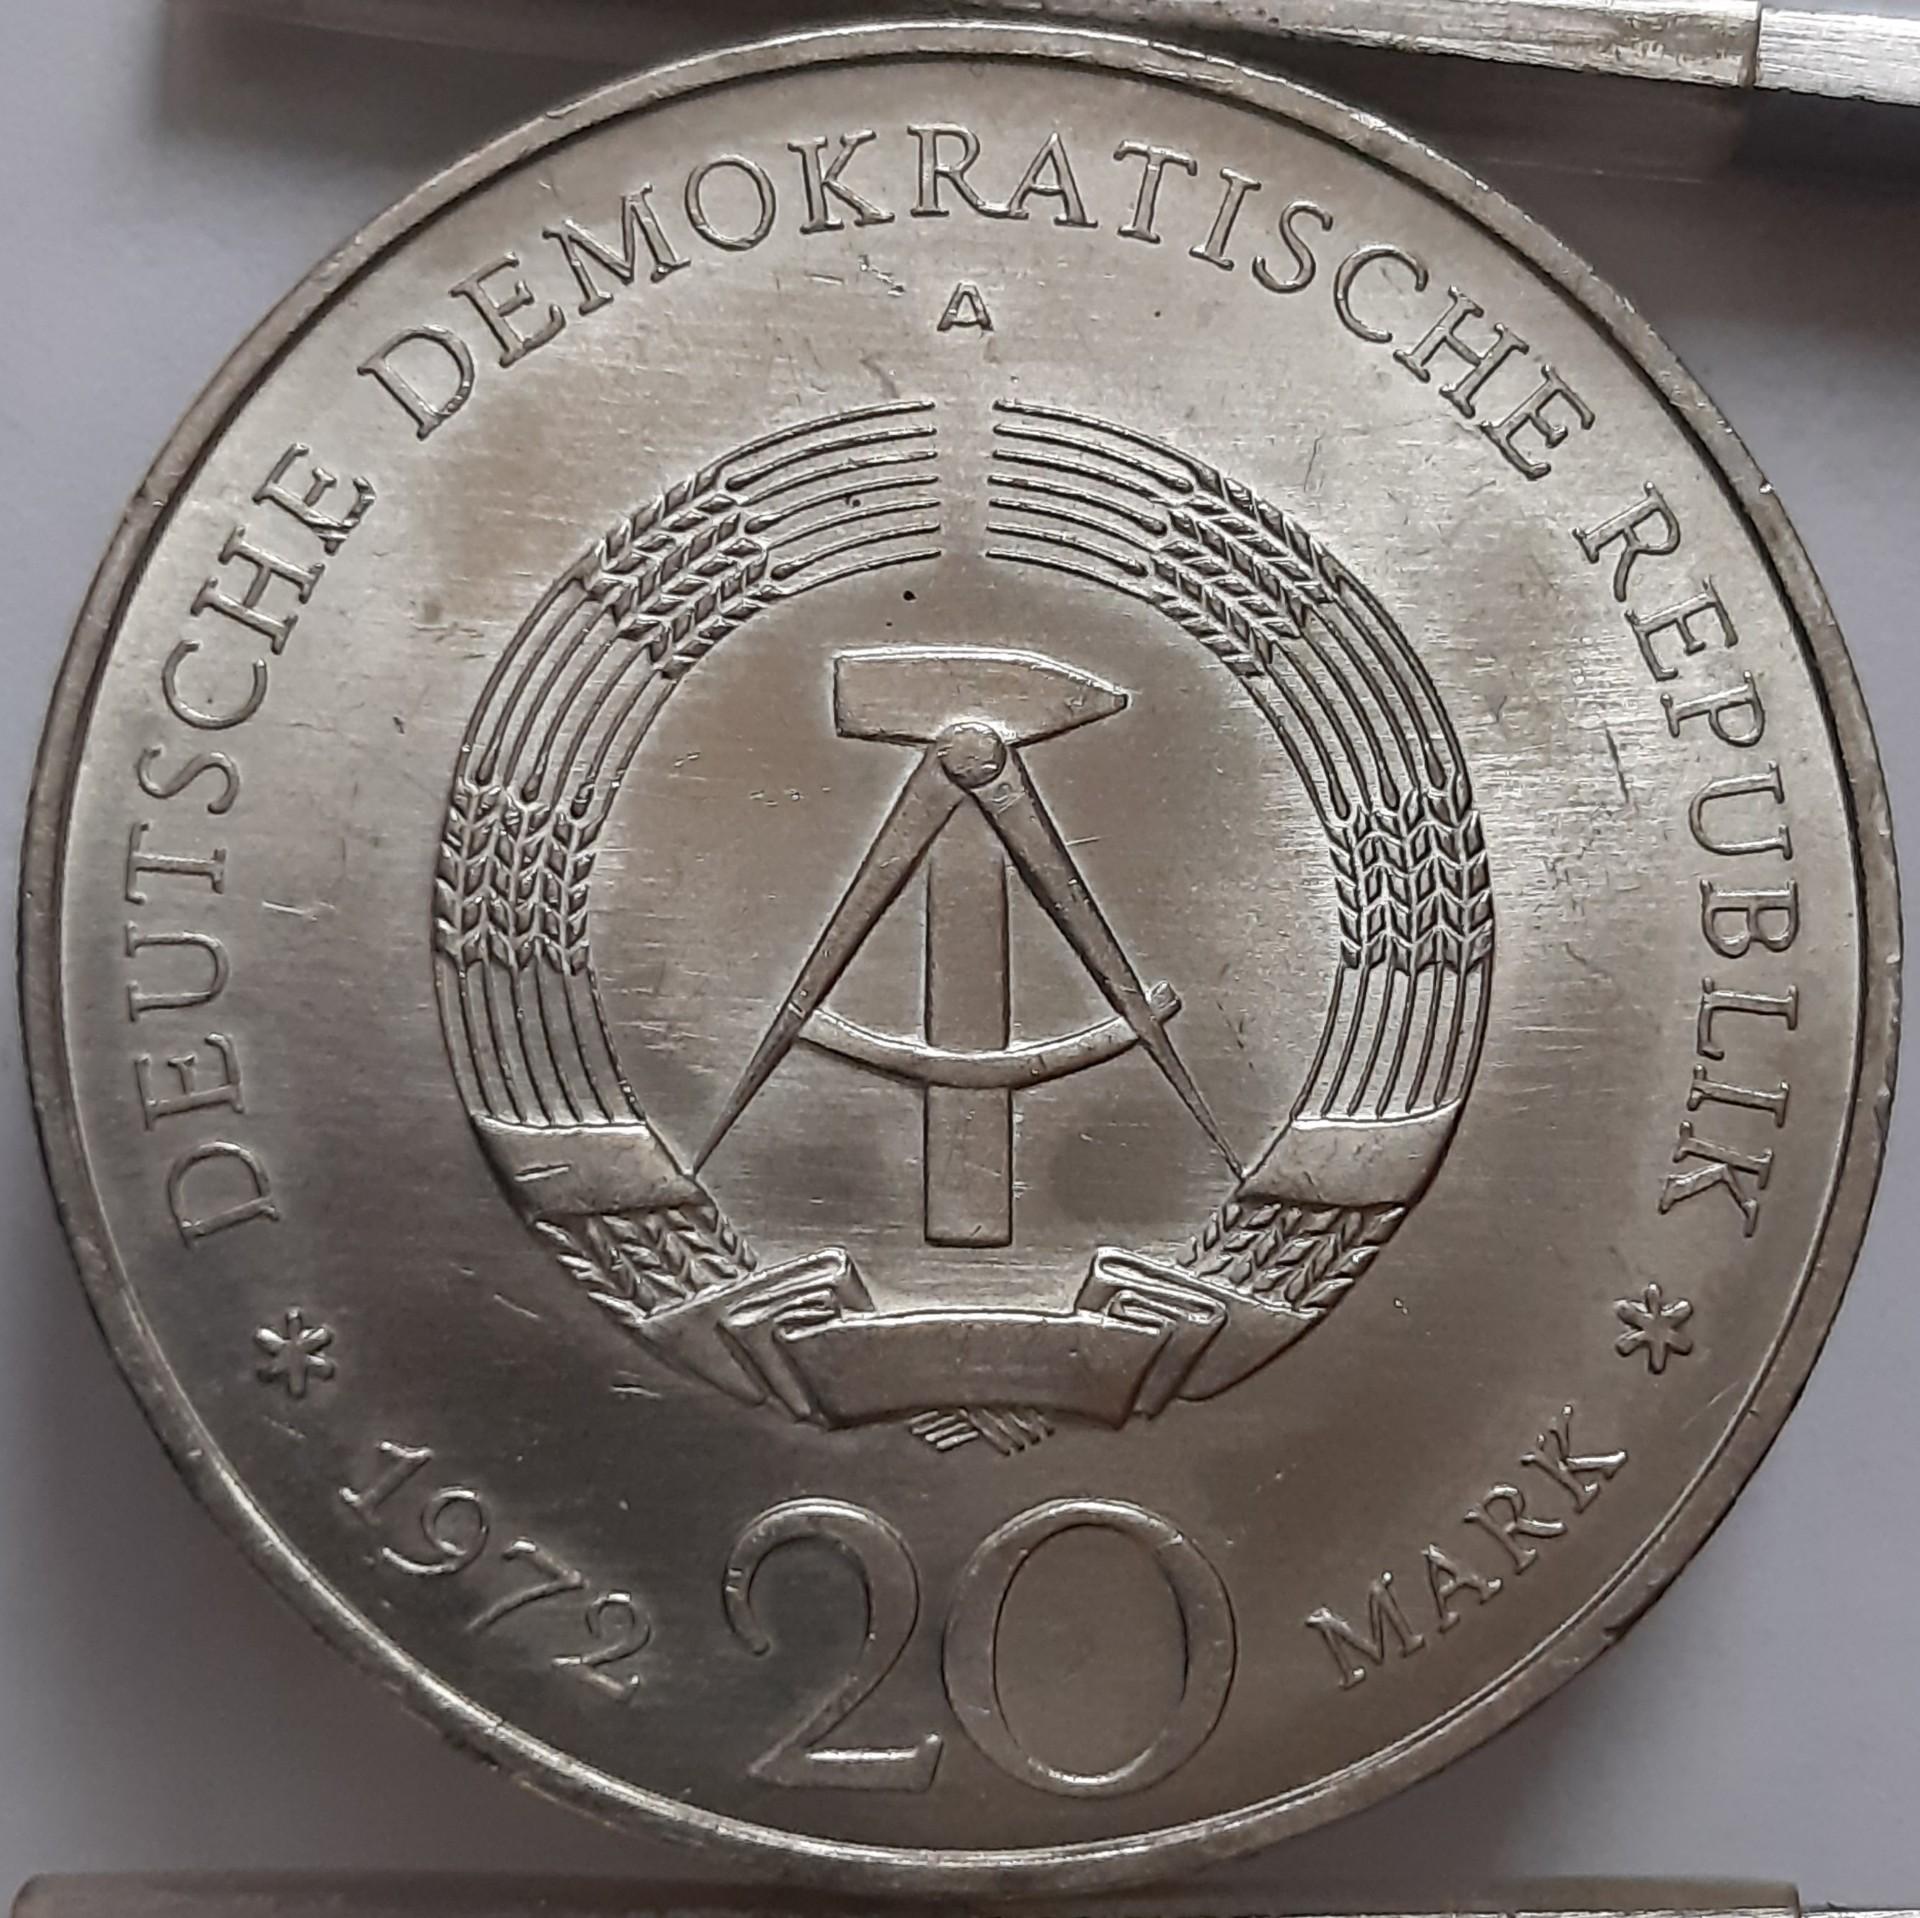 DEUTSCHE DEMOKRATISCHE REPUBLIK
A
* 1972 20 MARK *